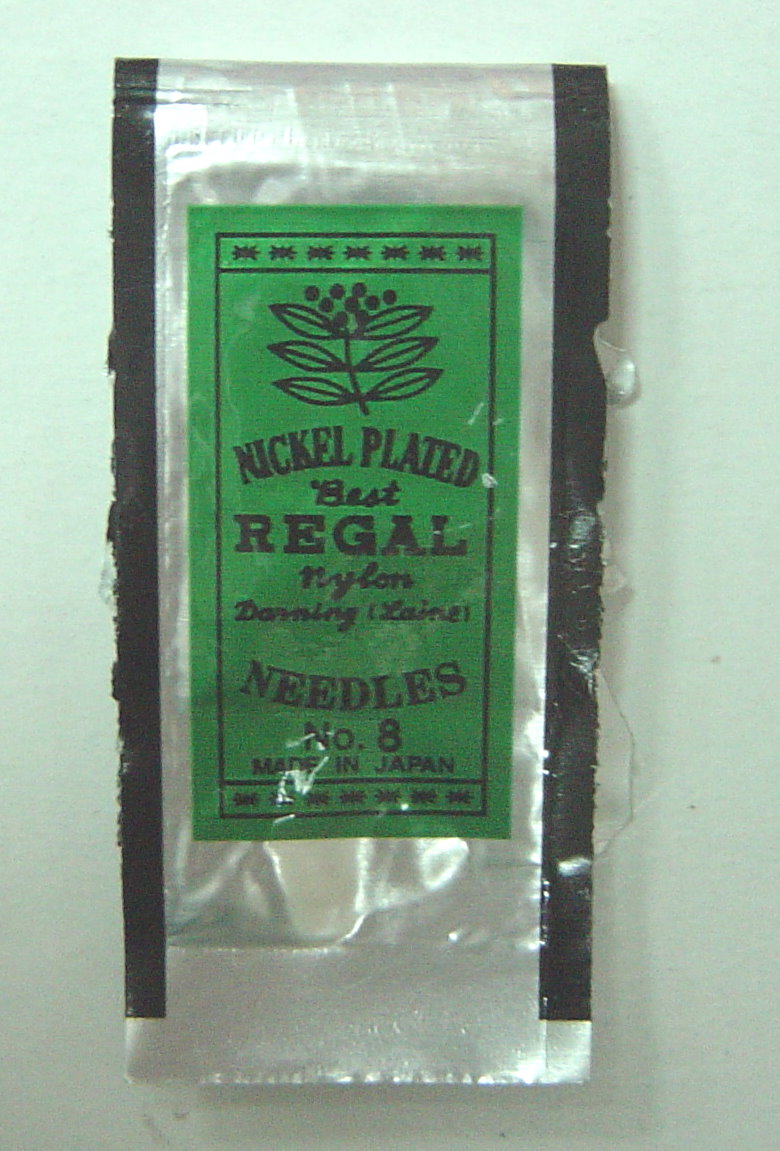 NICKEL PLATED
Best
REGAL
Nylon
Darning (Laine)
NEEDLES
No. 8
MADE IN JAPAN